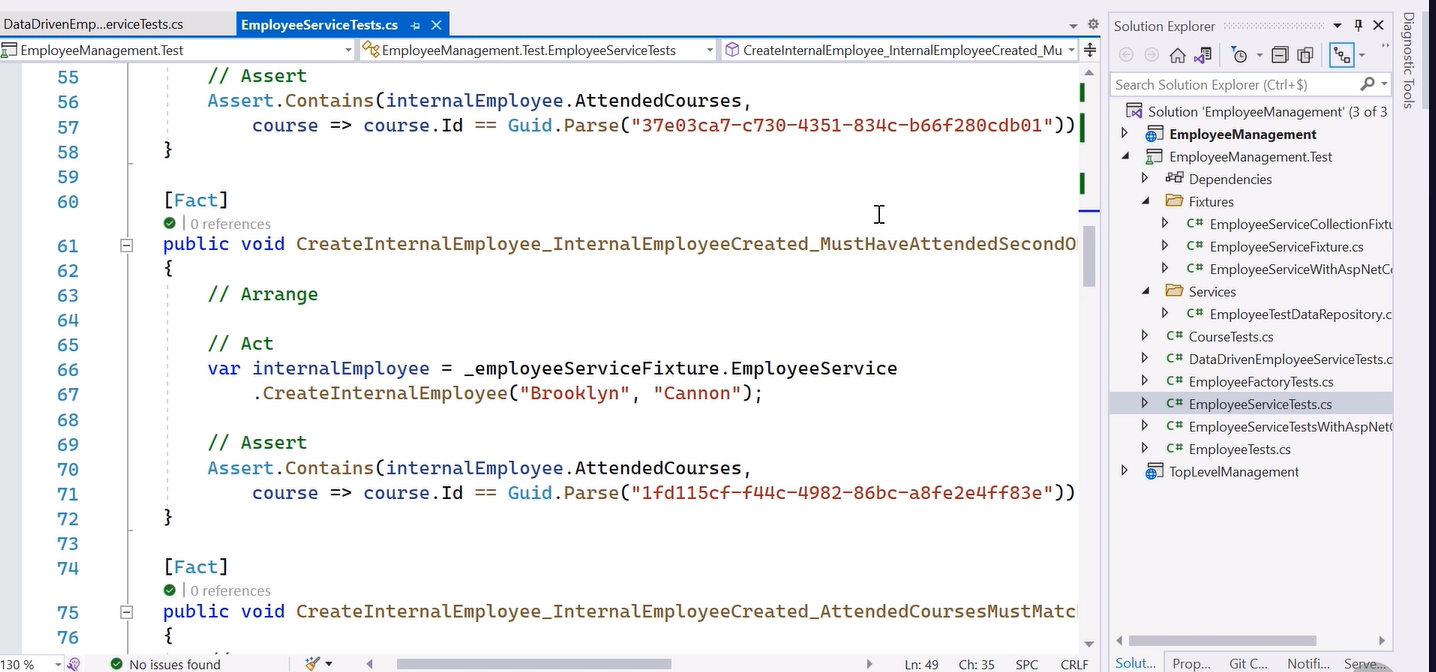 DataDrivenEmp...erviceTests.cs
EmployeeServiceTests.cs
EmployeeManagement.Test
EmployeeManagement.Test.EmployeeServiceTests
CreateInternalEmployee_InternalEmployeeCreated_Mu
55 // Assert
56 Assert.Contains(internalEmployee.AttendedCourses,
57 course => course.Id == Guid.Parse("37e03ca7-c730-4351-834c-b66f280cdb01"))
58 }
59
60 [Fact]
0 references
61 public void CreateInternalEmployee_InternalEmployeeCreated_MustHaveAttendedSecondO
62 {
63 // Arrange
64
65 // Act
66 var internalEmployee = _employeeServiceFixture.EmployeeService
67 .CreateInternalEmployee("Brooklyn", "Cannon");
68
69 // Assert
70 Assert.Contains(internalEmployee.AttendedCourses,
71 course => course.Id == Guid.Parse("1fd115cf-f44c-4982-86bc-a8fe2e4ff83e"))
72 }
73
74 [Fact]
0 references
75 public void CreateInternalEmployee_InternalEmployeeCreated_AttendedCoursesMustMatc
76 {
130 %
No issues found
Ln: 49 Ch: 35 SPC CRLF
Solution Explorer
Search Solution Explorer (Ctrl+$)
Solution 'EmployeeManagement' (3 of 3
EmployeeManagement
EmployeeManagement.Test
Dependencies
Fixtures
C# EmployeeServiceCollectionFixtu
C# EmployeeServiceFixture.cs
C# EmployeeServiceWithAspNetC
Services
C# EmployeeTestDataRepository.c
C# CourseTests.cs
C# DataDrivenEmployeeServiceTests.c
C# EmployeeFactoryTests.cs
C# EmployeeServiceTests.cs
C# EmployeeServiceTestsWithAspNet
C# EmployeeTests.cs
TopLevelManagement
Solut... Prop... Git C... Notifi... Serve...
Diagnostic Tools